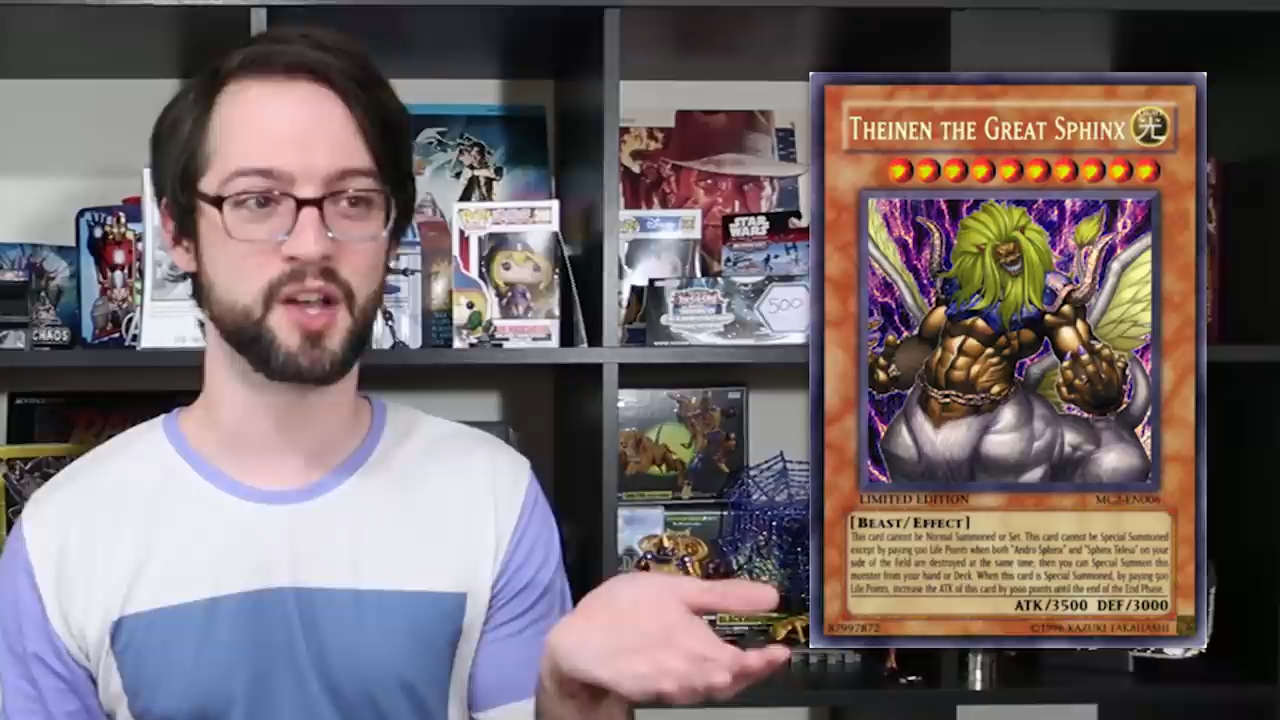 THEINEN THE GREAT SPHINX
光
LIMITED EDITION MC2-EN006
[BEAST/EFFECT]
This card cannot be Normal Summoned or Set. This card cannot be Special Summoned
except by paying 500 Life Points when both "Andro Sphinx" and "Sphinx Teleia" on your
side of the field are destroyed at the same time, then you can Special Summon this
monster from your hand or Deck. When this card is Special Summoned, by paying 500
Life Points, increase the ATK of this card by 3000 points until the end of the End Phase.
ATK/3500 DEF/3000
87997872 ©1996 KAZUKI TAKAHASHI
STAR WARS
500
CHAOS
POP!
Disney